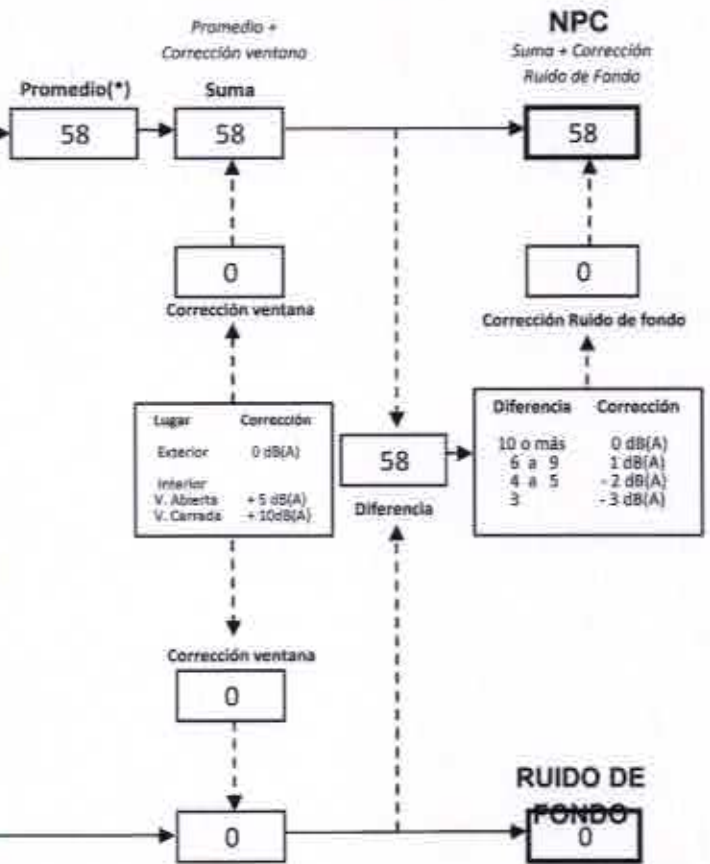 Promedio +
Corrección ventana
NPC
Suma + Corrección
Ruido de Fondo
Promedio(*)
Suma
58
58
58
0
Corrección ventana
0
Corrección Ruido de fondo
Lugar Corrección
Exterior 0 dB(A)
Interior
V. Abierta + 5 dB(A)
V. Cerrada + 10dB(A)
58
Diferencia
Diferencia Corrección
10 o más 0 dB(A)
6 a 9 1 dB(A)
4 a 5 - 2 dB(A)
3 - 3 dB(A)
Corrección ventana
0
RUIDO DE
FONDO
0
0